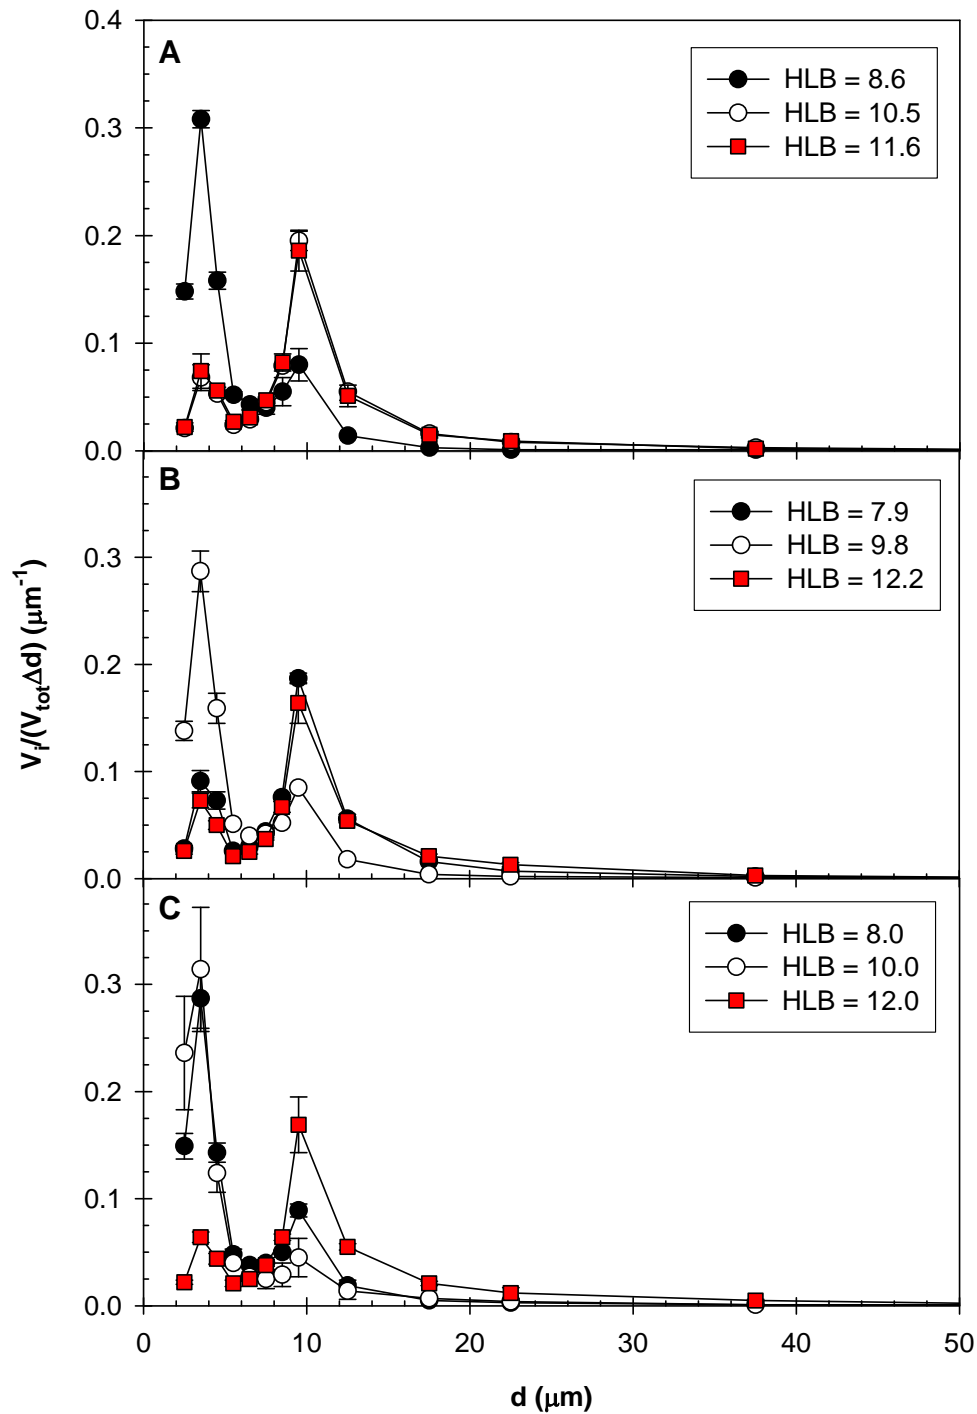 0.4
A
HLB = 8.6
HLB = 10.5
HLB = 11.6
0.3
0.2
0.1
0.0
B
HLB = 7.9
HLB = 9.8
HLB = 12.2
0.3
0.2
0.1
0.0
C
HLB = 8.0
HLB = 10.0
HLB = 12.0
0.3
0.2
0.1
0.0
0 10 20 30 40 50
d (μm)
V_i/(V_totΔd) (μm⁻¹)